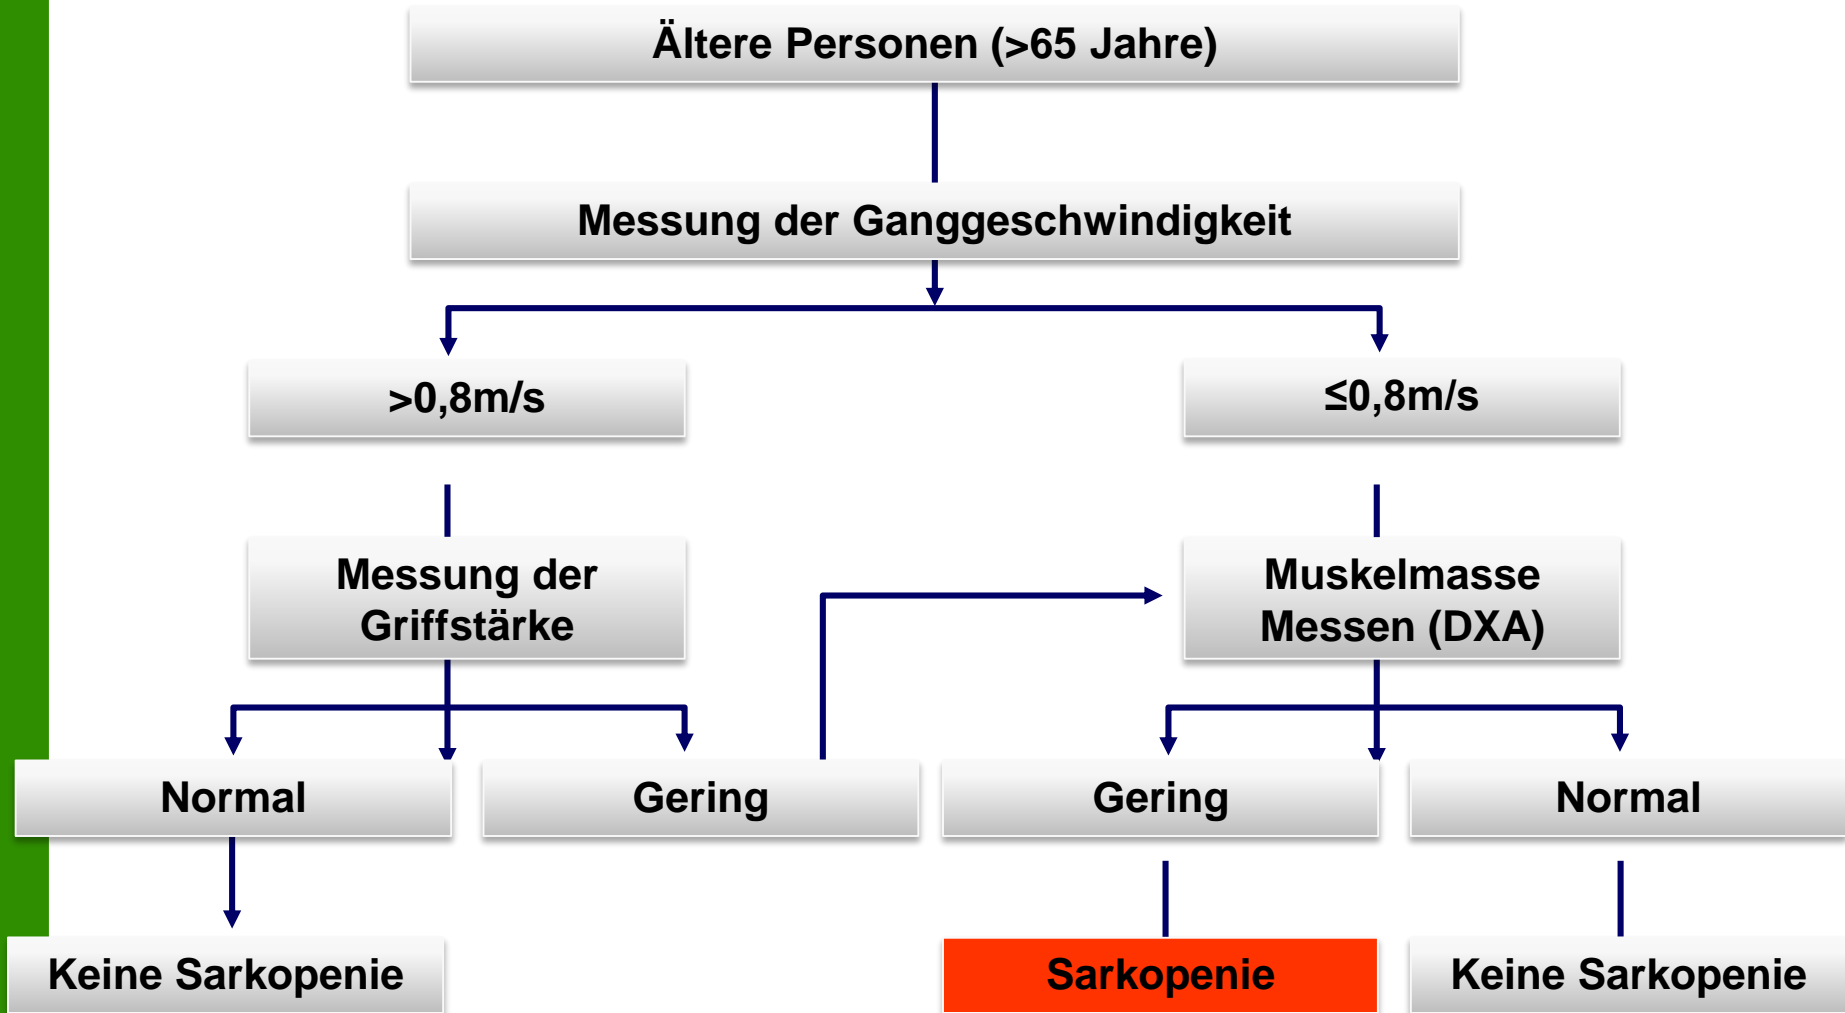 Ältere Personen (>65 Jahre)
Messung der Ganggeschwindigkeit
>0,8m/s
≤0,8m/s
Messung der
Griffstärke
Muskelmasse
Messen (DXA)
Normal
Gering
Gering
Normal
Keine Sarkopenie
Sarkopenie
Keine Sarkopenie